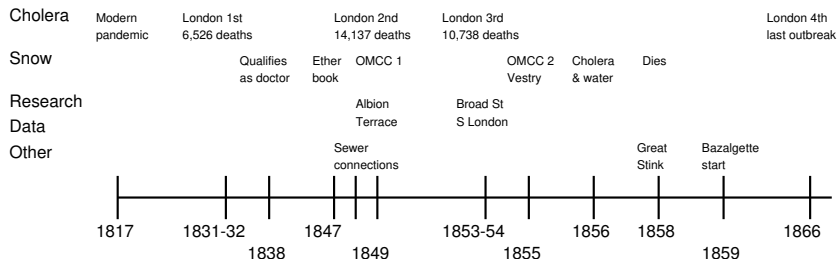 Cholera Modern London 1st London 2nd London 3rd London 4th
pandemic 6,526 deaths 14,137 deaths 10,738 deaths last outbreak
Snow Qualifies Ether OMCC 1 OMCC 2 Cholera Dies
as doctor book Vestry & water
Research Albion Broad St
Data Terrace S London
Other Sewer Great Bazalgette
connections Stink start
1817 1831-32 1847 1853-54 1856 1858 1866
1838 1849 1855 1859